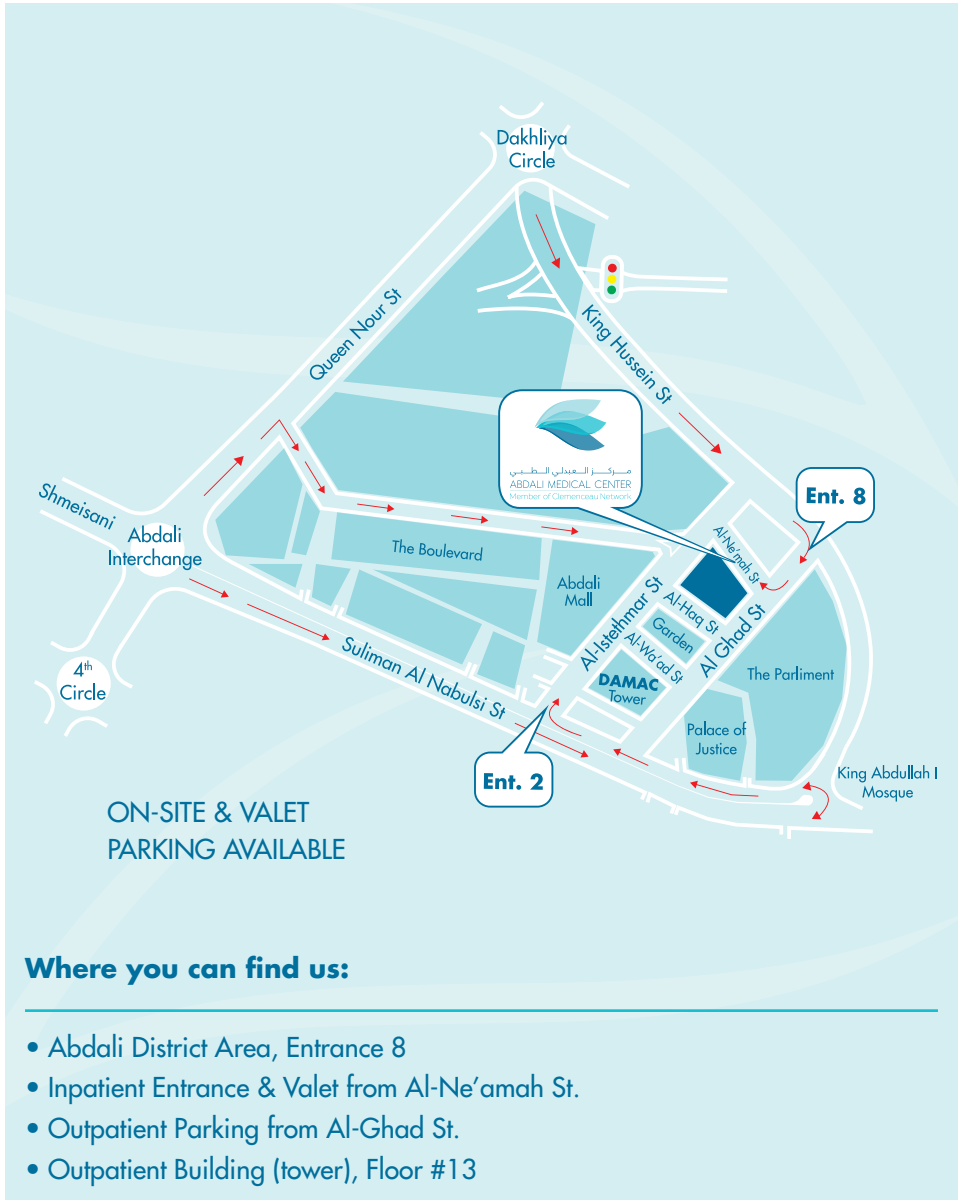 Dakhliya
Circle
Queen Nour St
King Hussein St
مـركـــز الـعبدلي الـطـــبـي
ABDALI MEDICAL CENTER
Member of Clemenceau Network
Ent. 8
Shmeisani
Abdali
Interchange
The Boulevard
Abdali
Mall
Al-Ne'mah St
Al-Istethmar St
Al-Haq St
Garden
Al-Wa'ad St
Al Ghad St
DAMAC
Tower
The Parliment
4th
Circle
Suliman Al Nabulsi St
Palace of
Justice
Ent. 2
King Abdullah I
Mosque
ON-SITE & VALET
PARKING AVAILABLE
Where you can find us:
• Abdali District Area, Entrance 8
• Inpatient Entrance & Valet from Al-Ne'amah St.
• Outpatient Parking from Al-Ghad St.
• Outpatient Building (tower), Floor #13